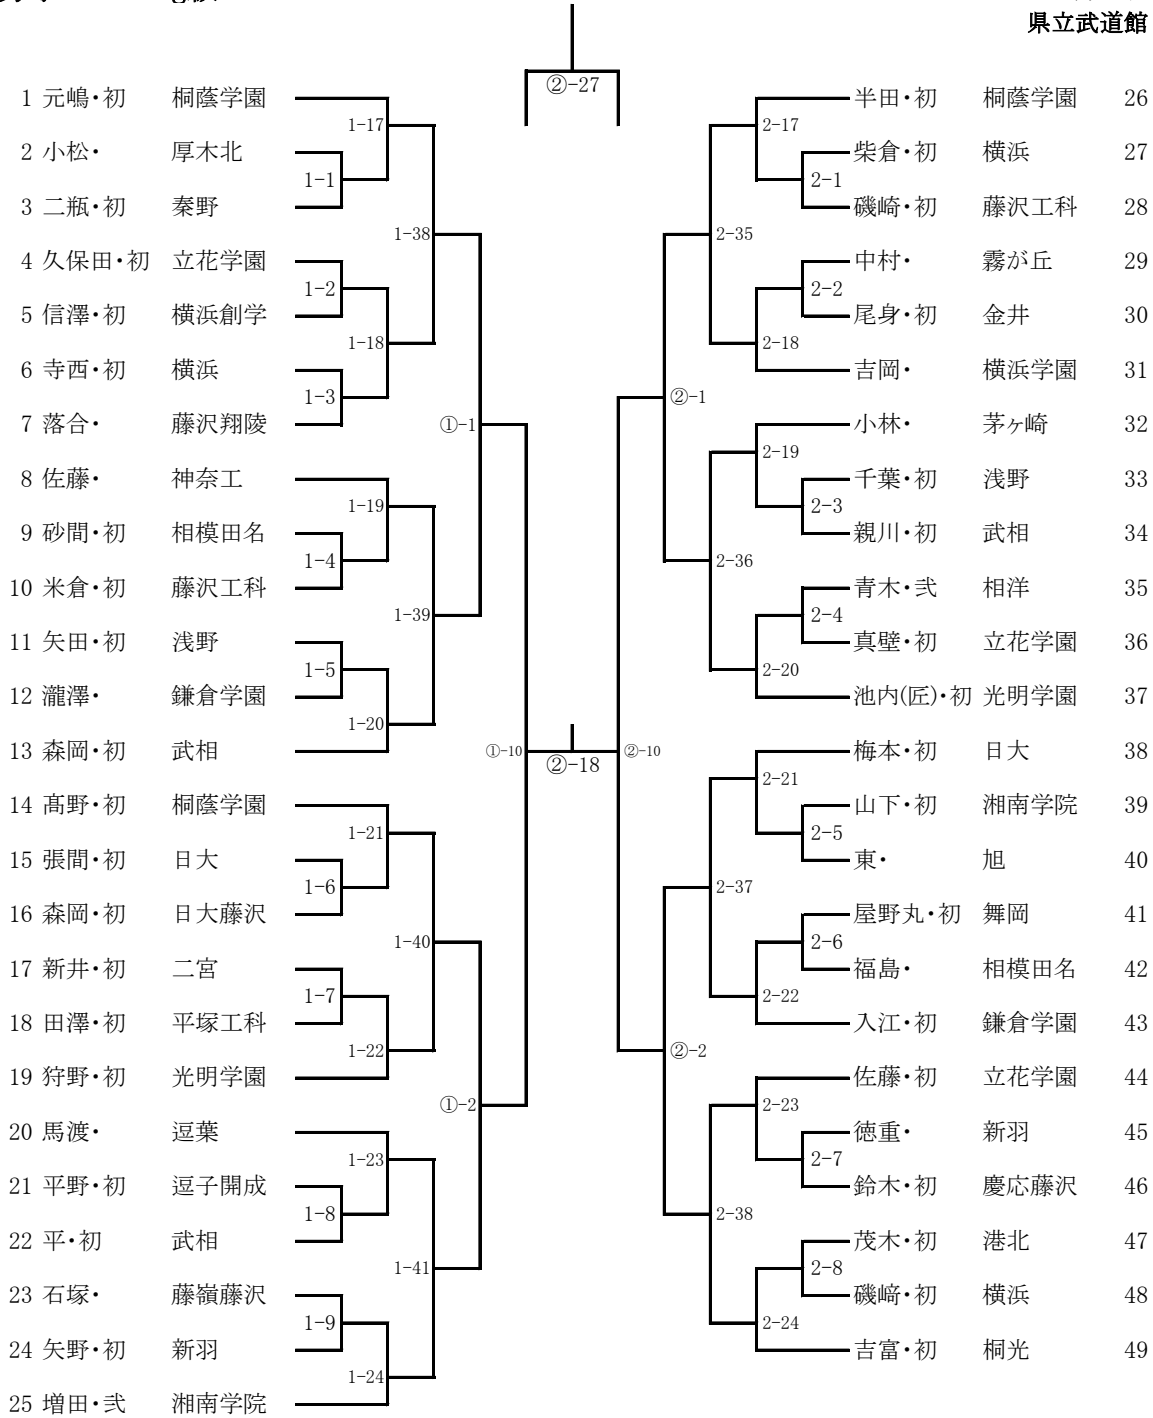 県立武道館
②-27
1 元嶋・初 桐蔭学園
1-17
2 小松・ 厚木北
1-1
3 二瓶・初 秦野
1-38
4 久保田・初 立花学園
1-2
5 信澤・初 横浜創学
1-18
6 寺西・初 横浜
1-3
7 落合・ 藤沢翔陵
①-1
8 佐藤・ 神奈工
1-19
9 砂間・初 相模田名
1-4
10 米倉・初 藤沢工科
1-39
11 矢田・初 浅野
1-5
12 瀧澤・ 鎌倉学園
1-20
13 森岡・初 武相
①-10
②-18
②-10
14 髙野・初 桐蔭学園
1-21
15 張間・初 日大
1-6
16 森岡・初 日大藤沢
1-40
17 新井・初 二宮
1-7
18 田澤・初 平塚工科
1-22
19 狩野・初 光明学園
①-2
20 馬渡・ 逗葉
1-23
21 平野・初 逗子開成
1-8
22 平・初 武相
1-41
23 石塚・ 藤嶺藤沢
1-9
24 矢野・初 新羽
1-24
25 増田・弐 湘南学院
半田・初 桐蔭学園 26
2-17
柴倉・初 横浜 27
2-1
磯崎・初 藤沢工科 28
2-35
中村・ 霧が丘 29
2-2
尾身・初 金井 30
2-18
吉岡・ 横浜学園 31
②-1
小林・ 茅ヶ崎 32
2-19
千葉・初 浅野 33
2-3
親川・初 武相 34
2-36
青木・弐 相洋 35
2-4
真壁・初 立花学園 36
2-20
池内(匠)・初 光明学園 37
梅本・初 日大 38
2-21
山下・初 湘南学院 39
2-5
東・ 旭 40
2-37
屋野丸・初 舞岡 41
2-6
福島・ 相模田名 42
2-22
入江・初 鎌倉学園 43
②-2
佐藤・初 立花学園 44
2-23
徳重・ 新羽 45
2-7
鈴木・初 慶応藤沢 46
2-38
茂木・初 港北 47
2-8
磯﨑・初 横浜 48
2-24
吉富・初 桐光 49